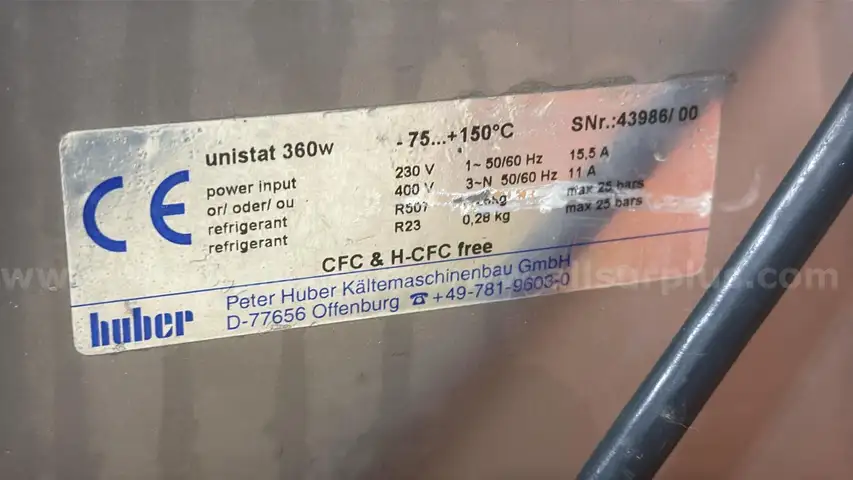 unistat 360w -75...+150°C SNr.:43986/00
power input 230 V 1~ 50/60 Hz 15,5 A
or/ oder/ ou 400 V 3~N 50/60 Hz 11 A
refrigerant R507 kg max 25 bars
refrigerant R23 0,28 kg max 25 bars
CFC & H-CFC free
CE
huber
Peter Huber Kältemaschinenbau GmbH
D-77656 Offenburg ☎ +49-781-9603-0